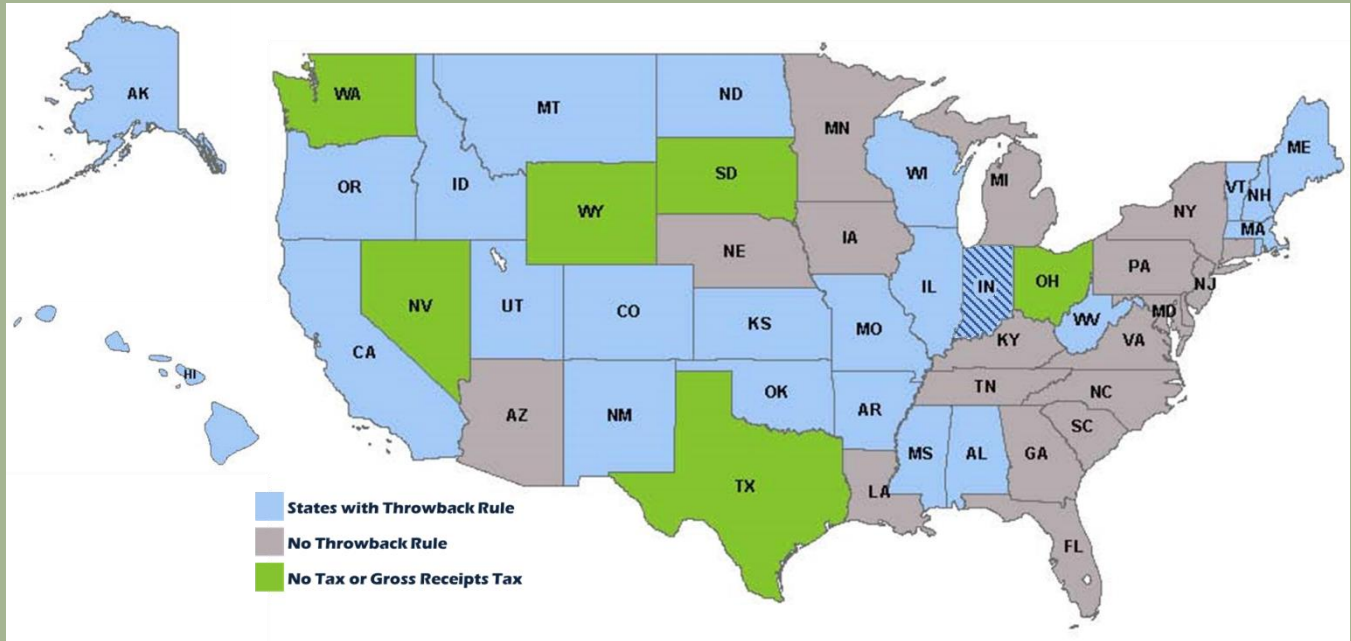 AK
WA
MT
ND
MN
ME
OR
ID
WY
SD
WI
MI
VT
NH
NY
MA
NE
IA
PA
NJ
NV
UT
CO
KS
MO
IL
IN
OH
WV
MD
VA
KY
CA
HI
AZ
NM
OK
AR
TN
NC
SC
MS
AL
GA
TX
LA
FL
States with Throwback Rule
No Throwback Rule
No Tax or Gross Receipts Tax